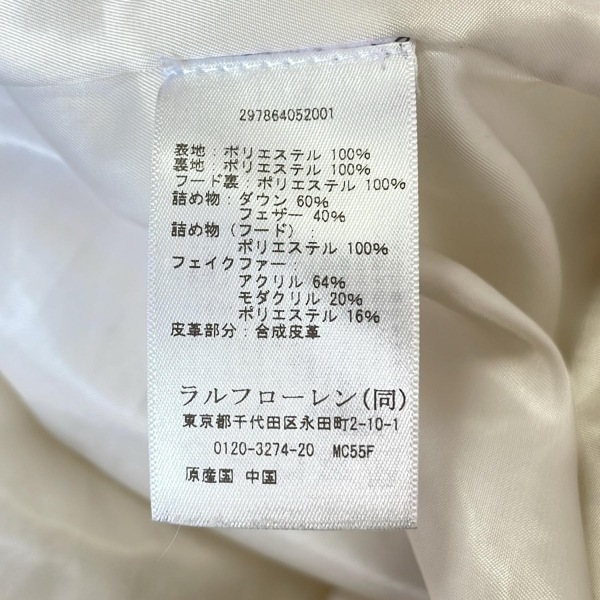 297864052001
表地：ポリエステル 100%
裏地：ポリエステル 100%
フード裏：ポリエステル 100%
詰め物：ダウン 60%
フェザー 40%
詰め物（フード）：
ポリエステル 100%
フェイクファー
アクリル 64%
モダクリル 20%
ポリエステル 16%
皮革部分：合成皮革
ラルフローレン(同)
東京都千代田区永田町2-10-1
0120-3274-20 MC55F
原産国 中国